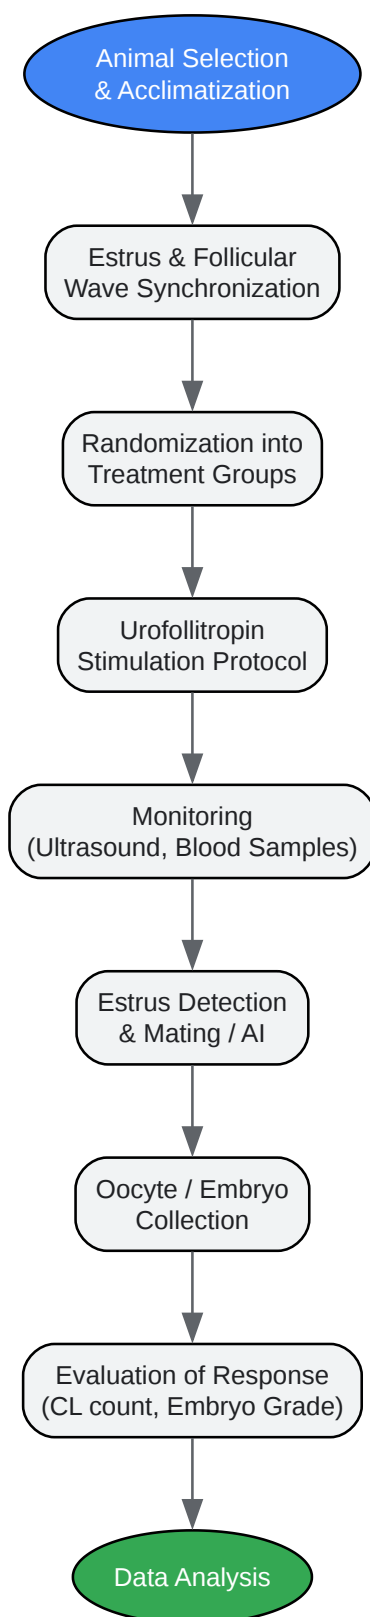 Animal Selection
& Acclimatization
Estrus & Follicular
Wave Synchronization
Randomization into
Treatment Groups
Urofollitropin
Stimulation Protocol
Monitoring
(Ultrasound, Blood Samples)
Estrus Detection
& Mating / AI
Oocyte / Embryo
Collection
Evaluation of Response
(CL count, Embryo Grade)
Data Analysis